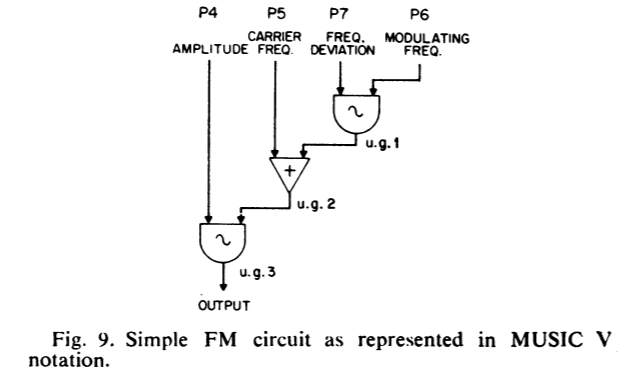 P4 P5 P7 P6
CARRIER FREQ. MODULATING
AMPLITUDE FREQ. DEVIATION FREQ.
~
u.g.1
+
u.g.2
~
u.g.3
OUTPUT
Fig. 9. Simple FM circuit as represented in MUSIC V
notation.